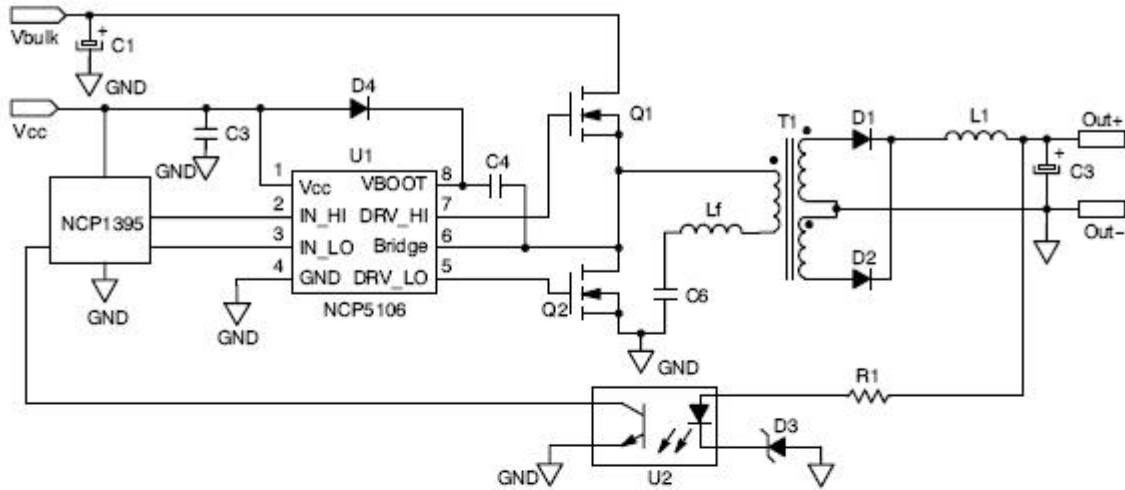 Vbulk
+
C1
GND
D4
Vcc
C3
GND
Q1
T1
D1
L1
Out+
+
C3
U1
C4
1
Vcc
VBOOT
8
NCP1395
2
IN_HI
DRV_HI
7
Lf
3
IN_LO
Bridge
6
Out−
D2
4
GND
DRV_LO
5
GND
NCP5106
Q2
C6
GND
GND
R1
D3
GND
U2